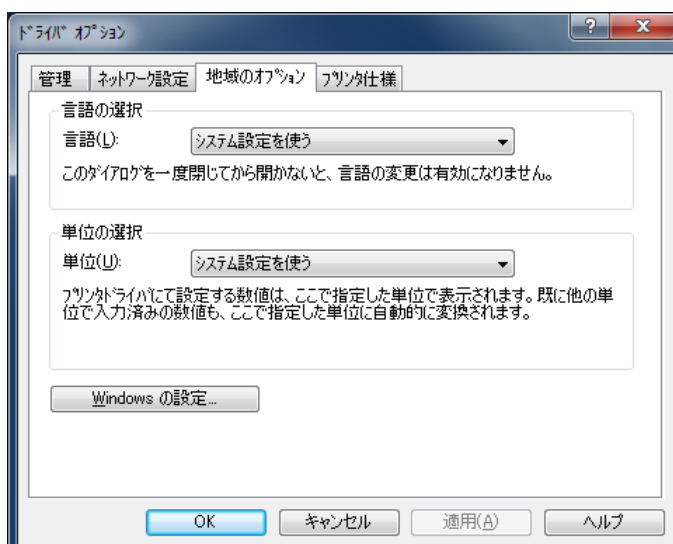 ﾄﾞﾗｲﾊﾞ ｵﾌﾟｼｮﾝ
管理 ﾈｯﾄﾜｰｸ設定 地域のｵﾌﾟｼｮﾝ ﾌﾟﾘﾝﾀ仕様
言語の選択
言語(L): ｼｽﾃﾑ設定を使う
このﾀﾞｲｱﾛｸﾞを一度閉じてから開かないと、言語の変更は有効になりません。
単位の選択
単位(U): ｼｽﾃﾑ設定を使う
ﾌﾟﾘﾝﾀﾄﾞﾗｲﾊﾞにて設定する数値は、ここで指定した単位で表示されます。既に他の単
位で入力済みの数値も、ここで指定した単位に自動的に変換されます。
Windows の設定...
OK キャンセル 適用(A) ヘルプ